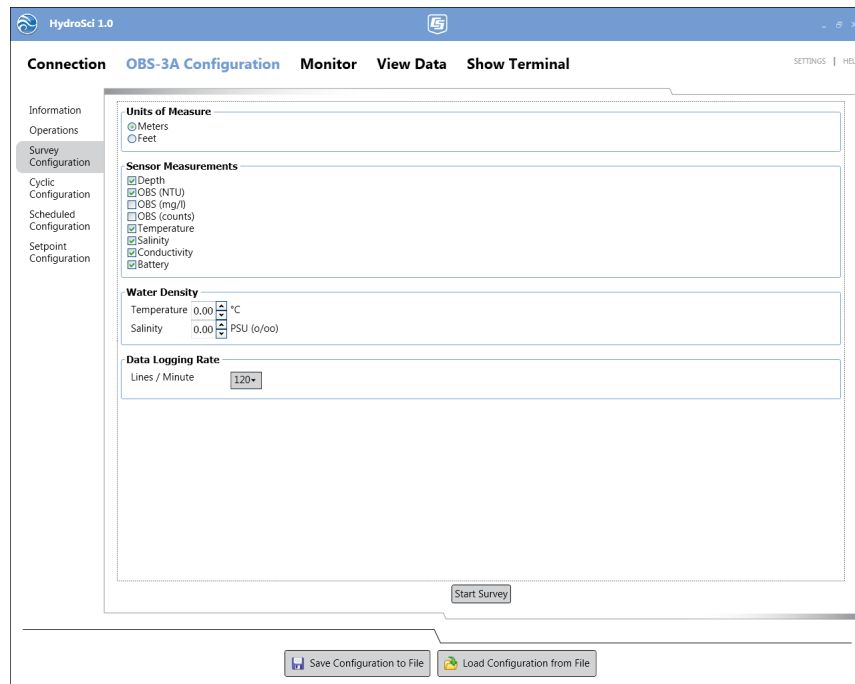 HydroSci 1.0
Connection OBS-3A Configuration Monitor View Data Show Terminal
SETTINGS | HEL
Information
Operations
Survey
Configuration
Cyclic
Configuration
Scheduled
Configuration
Setpoint
Configuration
Units of Measure
Meters
Feet
Sensor Measurements
Depth
OBS (NTU)
OBS (mg/l)
OBS (counts)
Temperature
Salinity
Conductivity
Battery
Water Density
Temperature 0.00 °C
Salinity 0.00 PSU (o/oo)
Data Logging Rate
Lines / Minute 120
Start Survey
Save Configuration to File Load Configuration from File